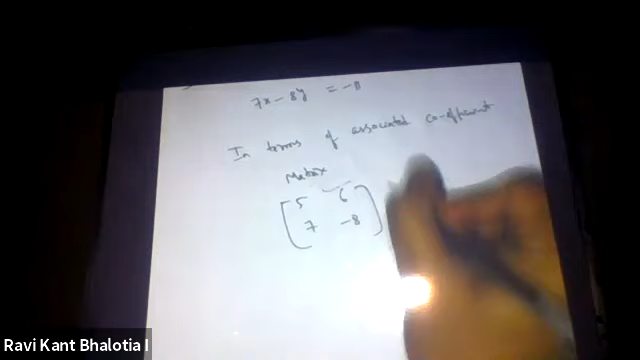 7x - 8y = -8
In terms of associated co-efficient
Matrix
5 6
7 -8
Ravi Kant Bhalotia I